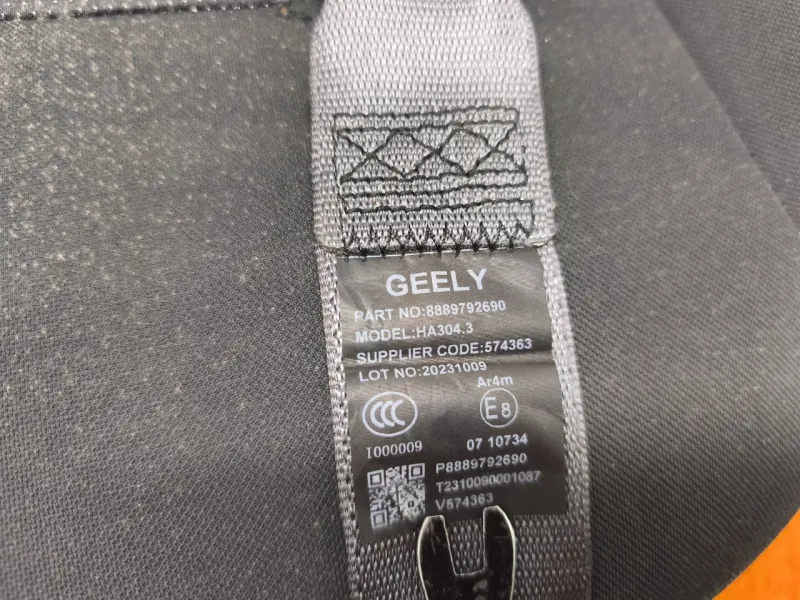 GEELY
PART NO:8889792690
MODEL:HA304.3
SUPPLIER CODE:574363
LOT NO:20231009
Ar4m
CCC
E8
I000009
07 10734
P8889792690
T2310090001087
V574363